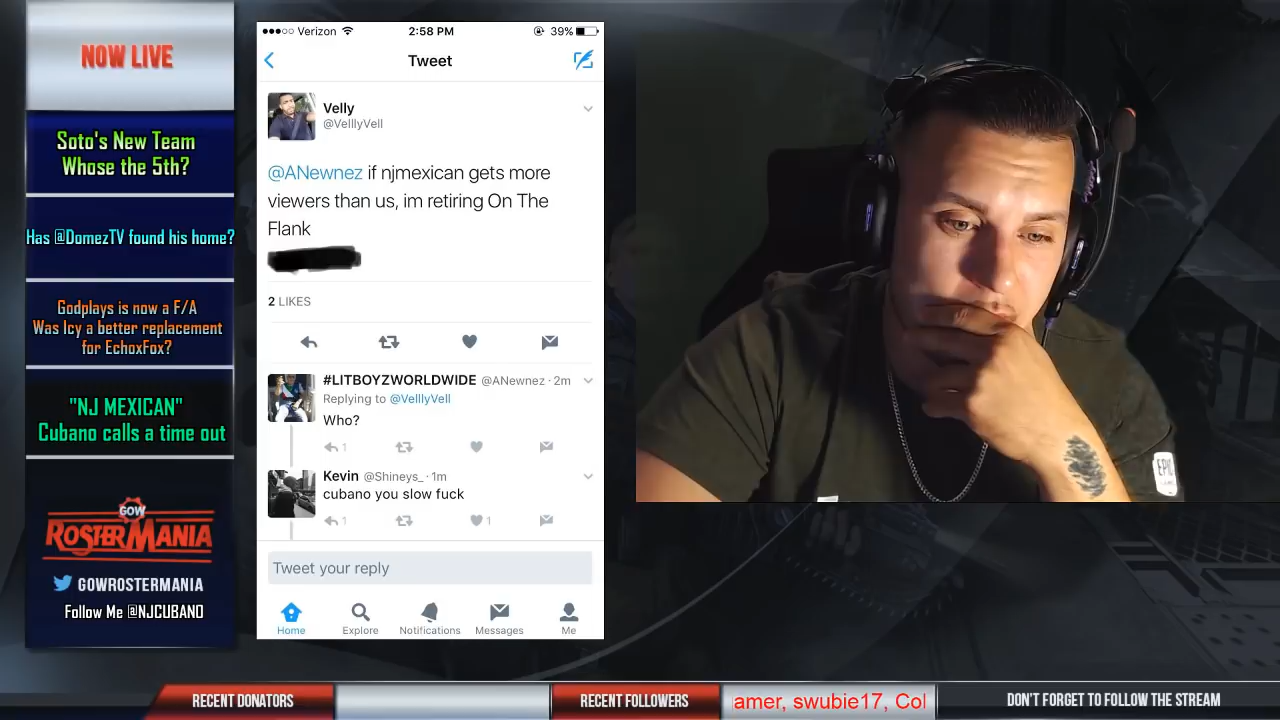 NOW LIVE
Soto's New Team
Whose the 5th?
Has @DomezTV found his home?
Godplays is now a F/A
Was Icy a better replacement
for EchoxFox?
"NJ MEXICAN"
Cubano calls a time out
GOW
ROSTERMANIA
GOWROSTERMANIA
Follow Me @NJCUBANO
Verizon 2:58 PM 39%
Tweet
Velly
@VelllyVell
@ANewnez if njmexican gets more
viewers than us, im retiring On The
Flank
2 LIKES
#LITBOYZWORLDWIDE @ANewnez · 2m
Replying to @VelllyVell
Who?
1
Kevin @Shineys_ · 1m
cubano you slow fuck
1 1
Tweet your reply
Home Explore Notifications Messages Me
EPIC
RECENT DONATORS
RECENT FOLLOWERS
amer, swubie17, Col
DON'T FORGET TO FOLLOW THE STREAM